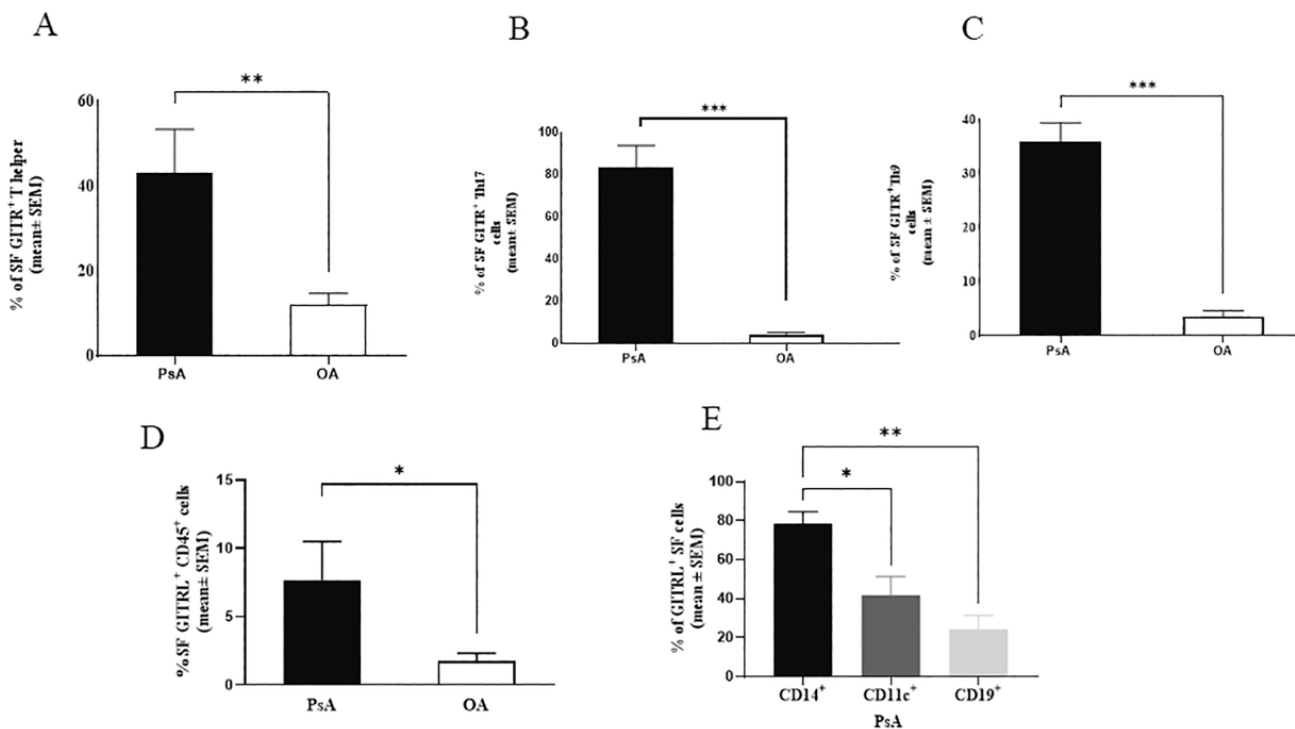 A
**
60
40
20
0
% of SF GITR⁺ T helper
(mean± SEM)
PsA
OA
B
***
100
80
60
40
20
0
% of SF GITR⁺ Th17
cells
(mean± SEM)
PsA
OA
C
***
40
30
20
10
0
% of SF GITR⁺Th9
cells
(mean ± SEM)
PsA
OA
D
*
15
10
5
0
%SF GITRL⁺ CD45⁺ cells
(mean± SEM)
PsA
OA
E
**
*
100
80
60
40
20
0
% of GITRL⁺ SF cells
(mean ± SEM)
CD14⁺
CD11c⁺
CD19⁺
PsA